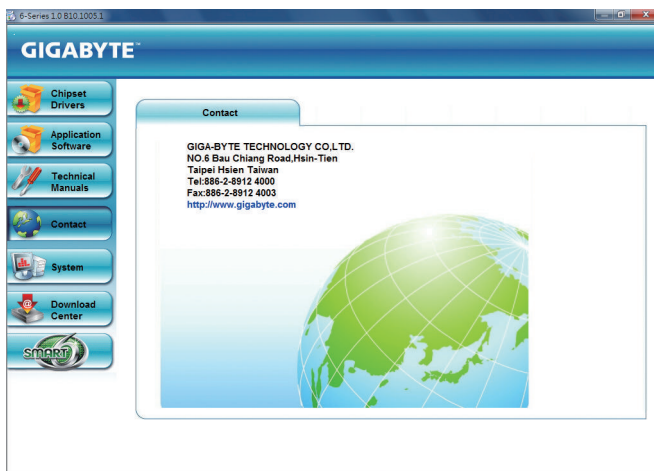 6-Series 1.0 B10.1005.1
GIGABYTE™
Chipset
Drivers
Application
Software
Technical
Manuals
Contact
System
Download
Center
SMART 6
Contact
GIGA-BYTE TECHNOLOGY CO,LTD.
NO.6 Bau Chiang Road,Hsin-Tien
Taipei Hsien Taiwan
Tel:886-2-8912 4000
Fax:886-2-8912 4003
http://www.gigabyte.com